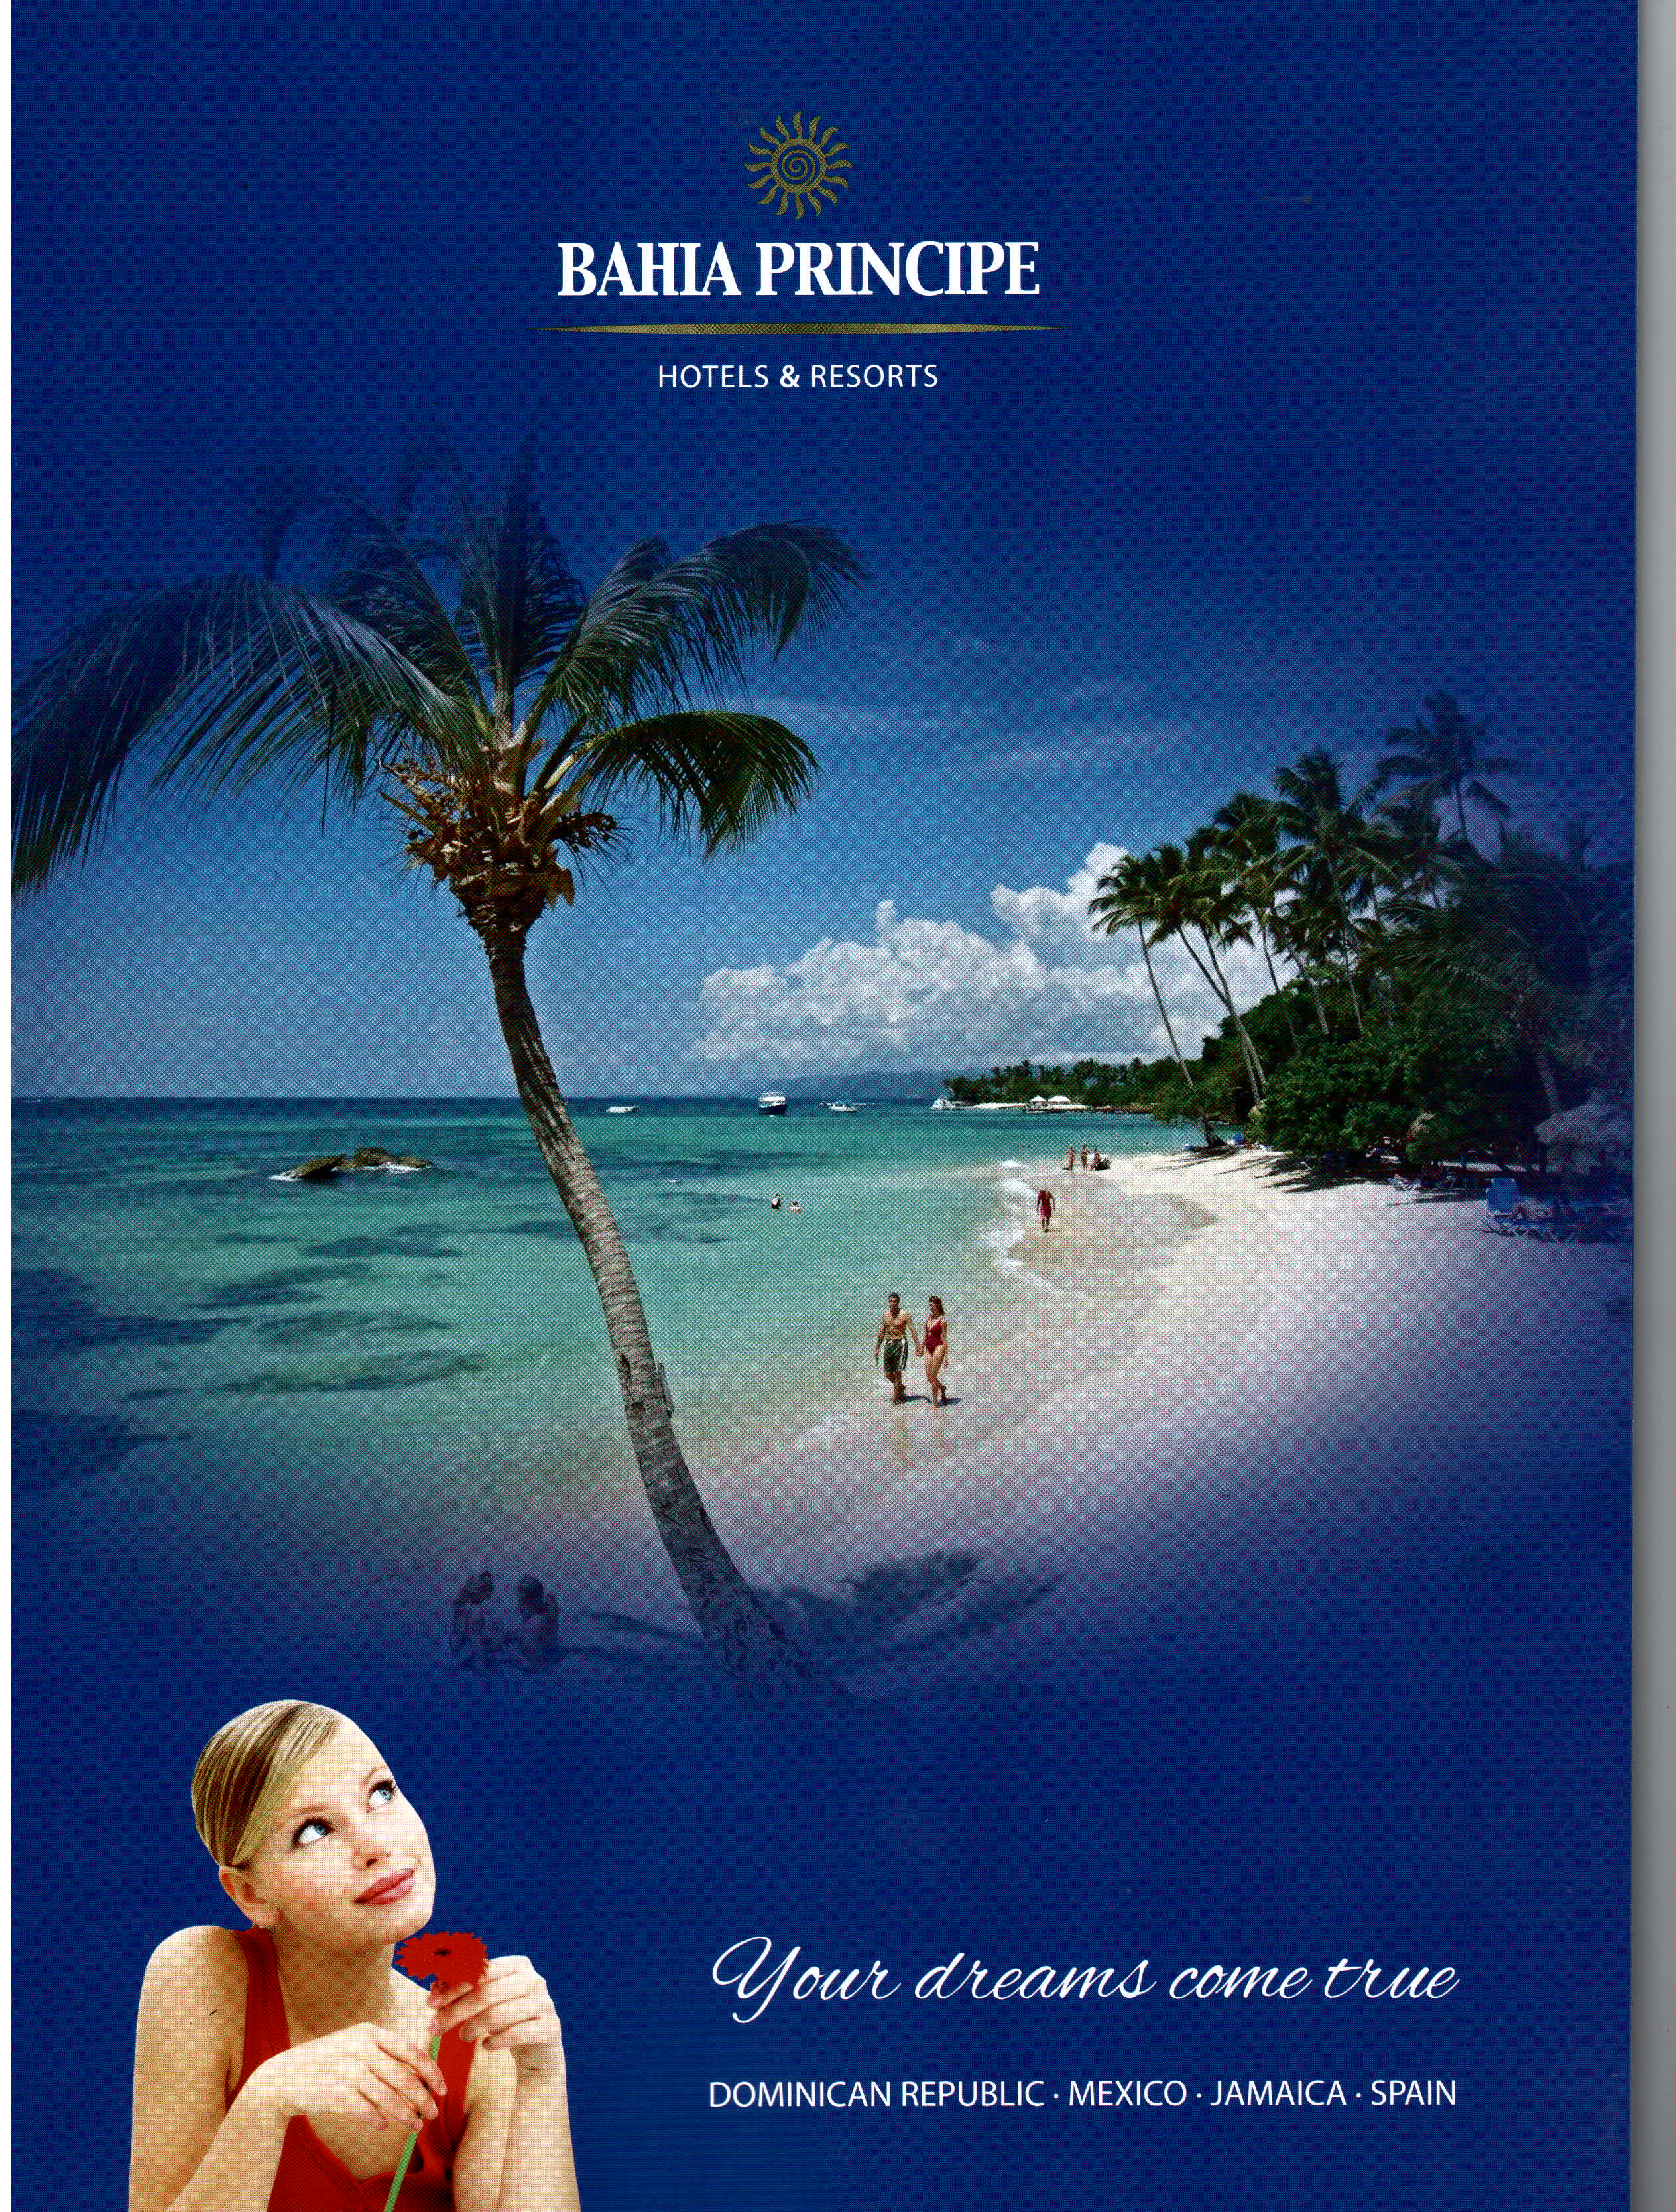 BAHIA PRINCIPE
HOTELS & RESORTS
Your dreams come true
DOMINICAN REPUBLIC · MEXICO · JAMAICA · SPAIN